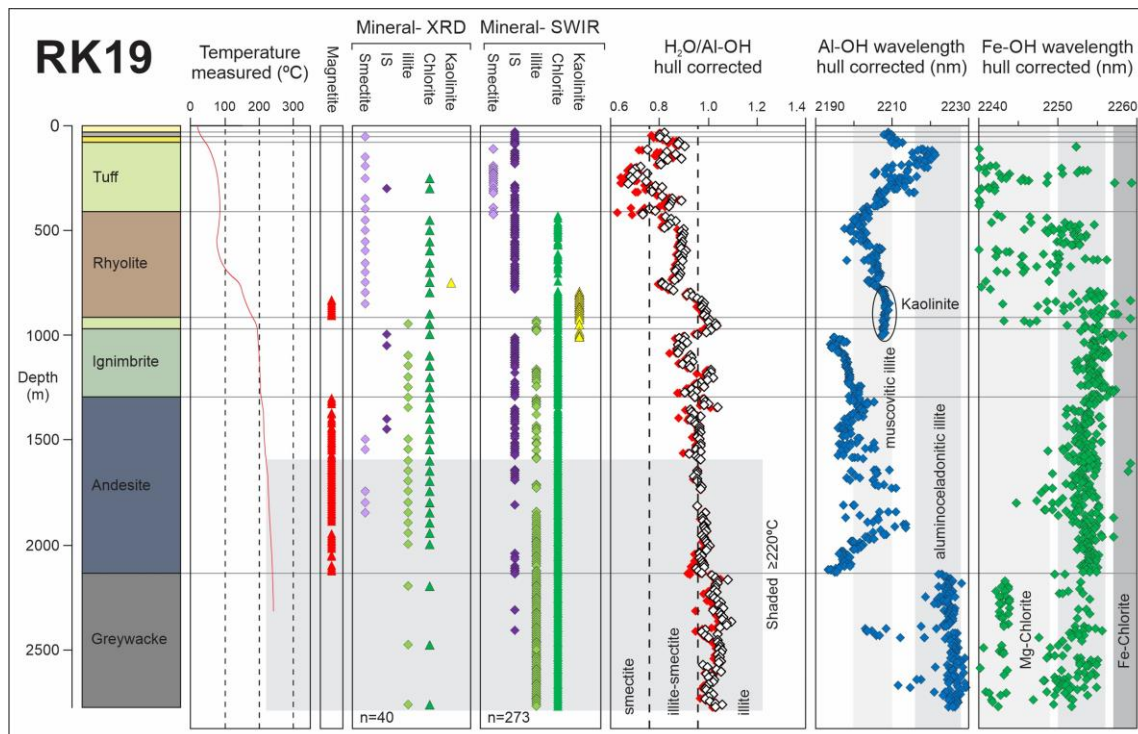 RK19
Temperature
measured (ºC)
0 100 200 300
Magnetite
Mineral- XRD
Smectite
IS
illite
Chlorite
Kaolinite
Mineral- SWIR
Smectite
IS
illite
Chlorite
Kaolinite
H₂O/Al-OH
hull corrected
0.6 0.8 1.0 1.2 1.4
Al-OH wavelength
hull corrected (nm)
2190 2210 2230
Fe-OH wavelength
hull corrected (nm)
2240 2250 2260
0
Tuff
500
Rhyolite
Kaolinite
1000
Ignimbrite
Depth
(m)
1500
Andesite
2000
Greywacke
2500
n=40
n=273
smectite
illite-smectite
illite
Shaded ≥220ºC
muscovitic illite
aluminoceladonitic illite
Mg-Chlorite
Fe-Chlorite